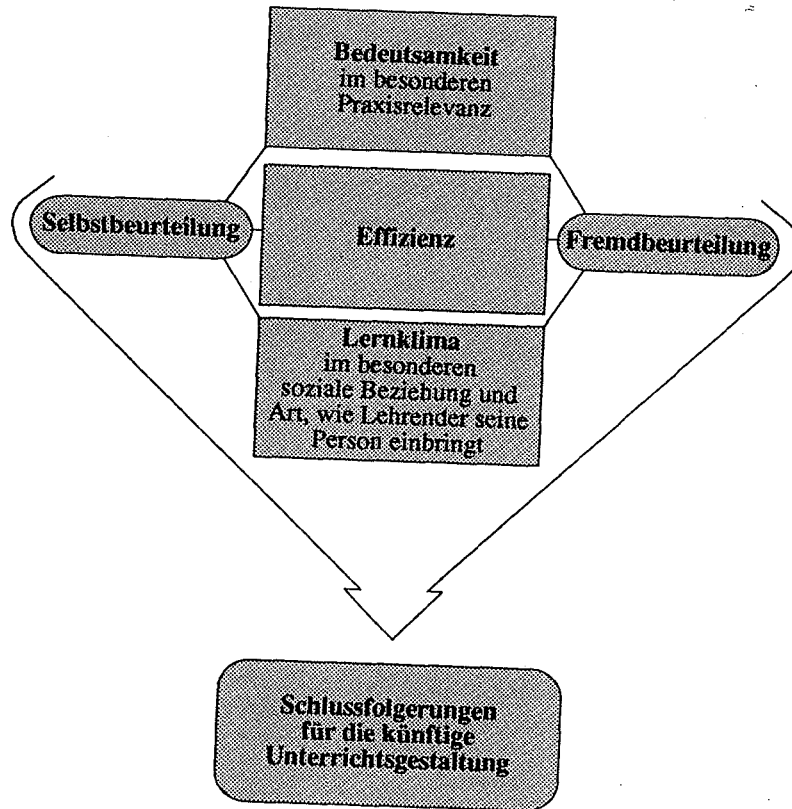 Bedeutsamkeit
im besonderen
Praxisrelevanz
Selbstbeurteilung
Effizienz
Fremdbeurteilung
Lernklima
im besonderen
soziale Beziehung und
Art, wie Lehrender seine
Person einbringt
Schlussfolgerungen
für die künftige
Unterrichtsgestaltung